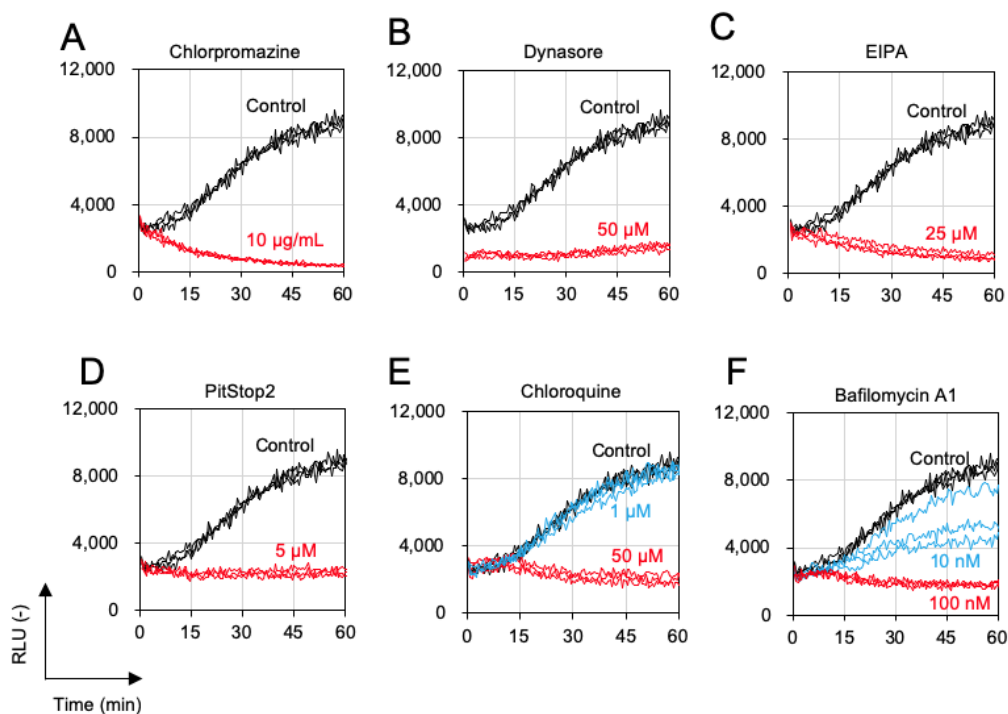 A
Chlorpromazine
12,000
8,000
4,000
0
Control
10 µg/mL
0 15 30 45 60
B
Dynasore
12,000
8,000
4,000
0
Control
50 µM
0 15 30 45 60
C
EIPA
12,000
8,000
4,000
0
Control
25 µM
0 15 30 45 60
D
PitStop2
12,000
8,000
4,000
0
Control
5 µM
0 15 30 45 60
E
Chloroquine
12,000
8,000
4,000
0
Control
1 µM
50 µM
0 15 30 45 60
F
Bafilomycin A1
12,000
8,000
4,000
0
Control
10 nM
100 nM
0 15 30 45 60
RLU (-)
Time (min)